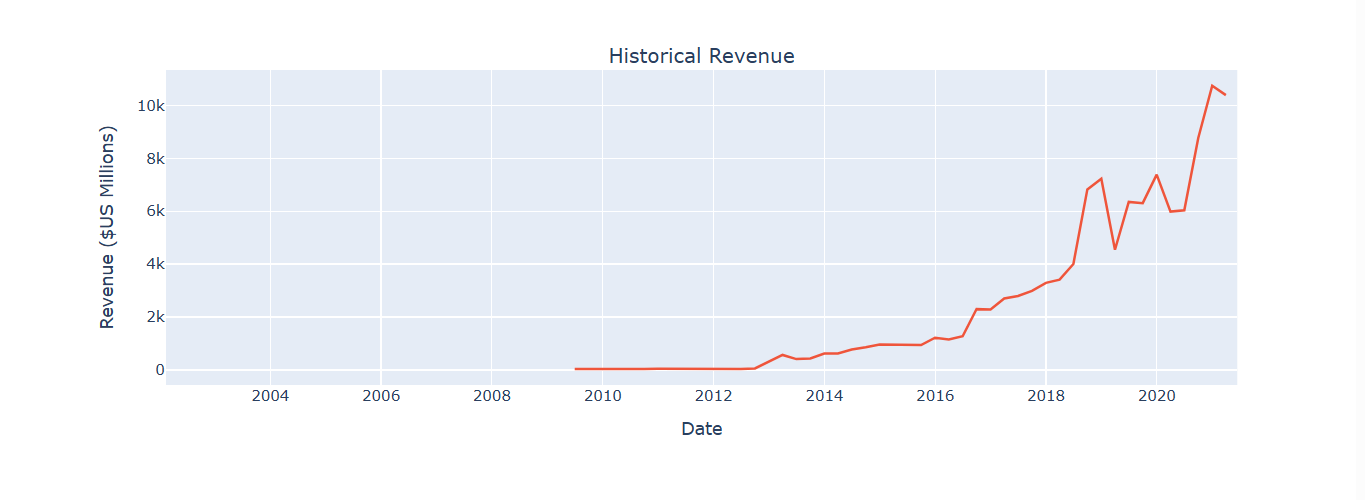 Historical Revenue
10k
8k
6k
4k
2k
0
Revenue ($US Millions)
2004 2006 2008 2010 2012 2014 2016 2018 2020
Date